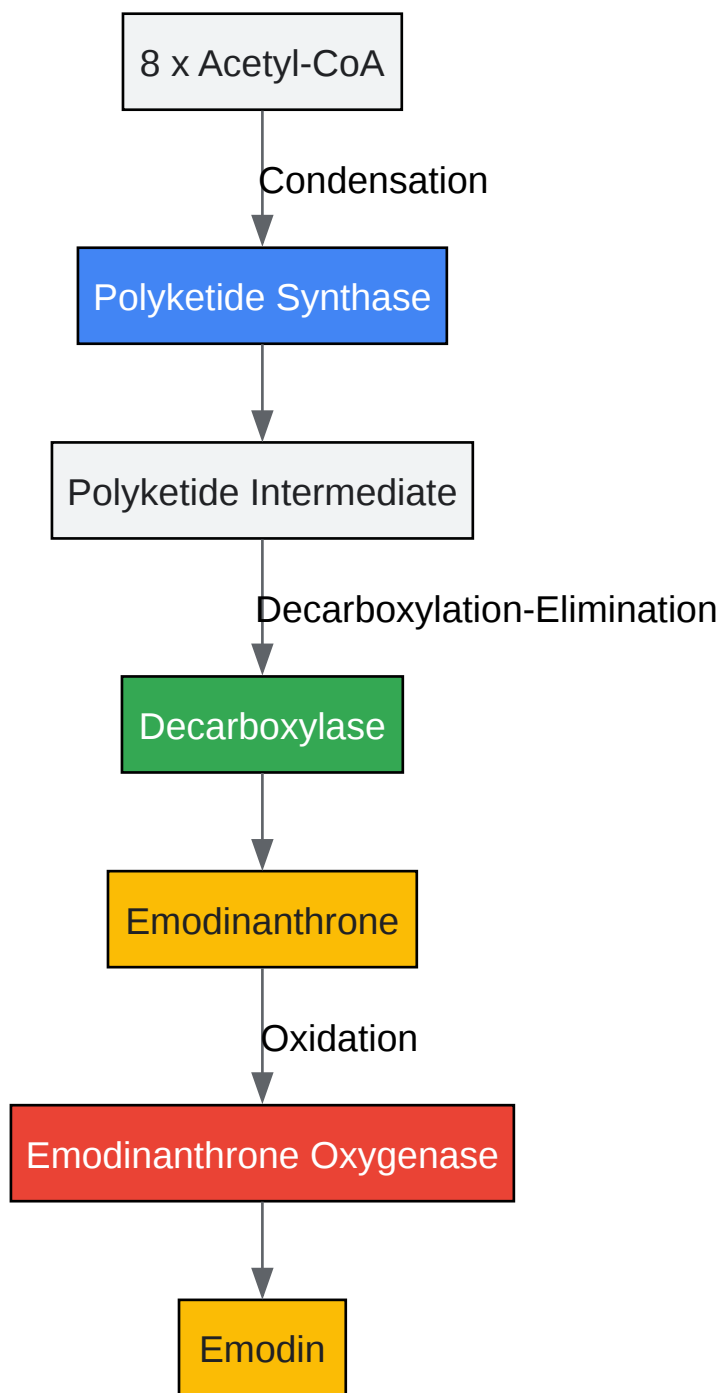 8 x Acetyl-CoA
Condensation
Polyketide Synthase
Polyketide Intermediate
Decarboxylation-Elimination
Decarboxylase
Emodinanthrone
Oxidation
Emodinanthrone Oxygenase
Emodin